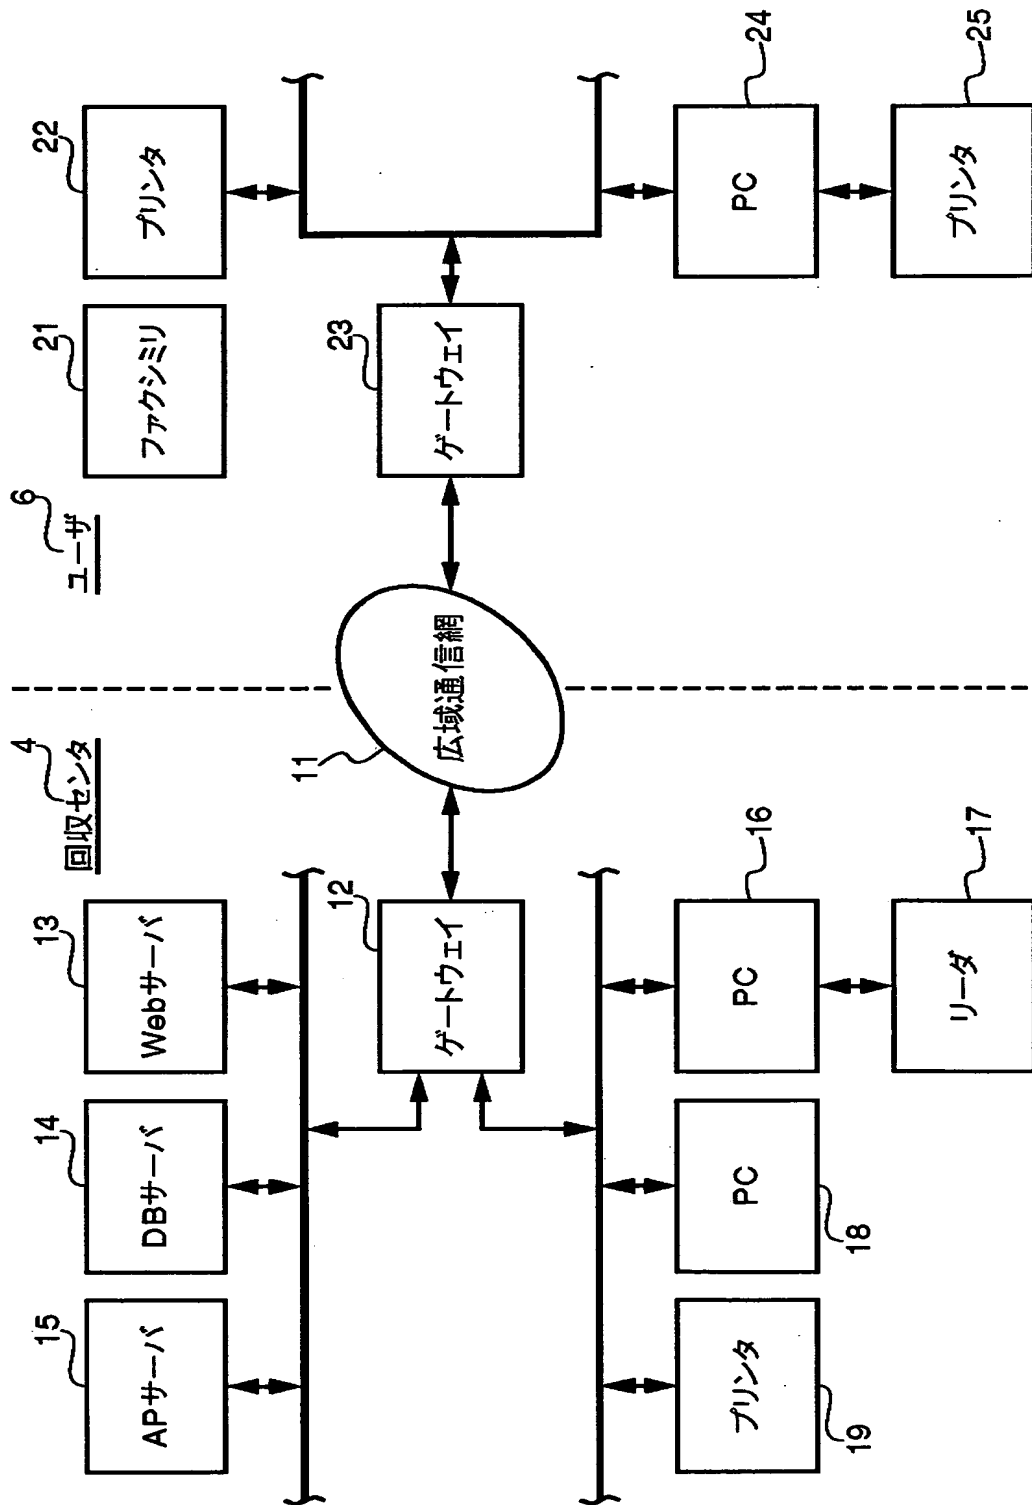 回収センタ 4
ユーザ 6
15
APサーバ
14
DBサーバ
13
Webサーバ
21
ファクシミリ
22
プリンタ
12
ゲートウェイ
11
広域通信網
23
ゲートウェイ
プリンタ
19
PC
18
PC
16
リーダ
17
PC
24
プリンタ
25